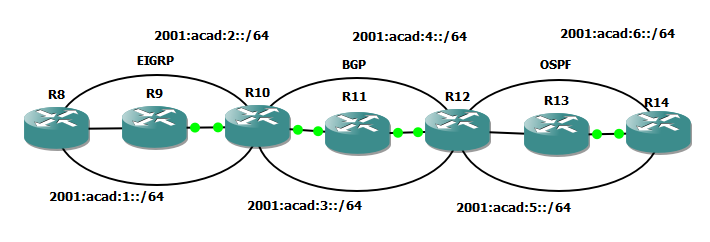 2001:acad:2::/64
2001:acad:4::/64
2001:acad:6::/64
EIGRP
BGP
OSPF
R8
R9
R10
R11
R12
R13
R14
2001:acad:1::/64
2001:acad:3::/64
2001:acad:5::/64